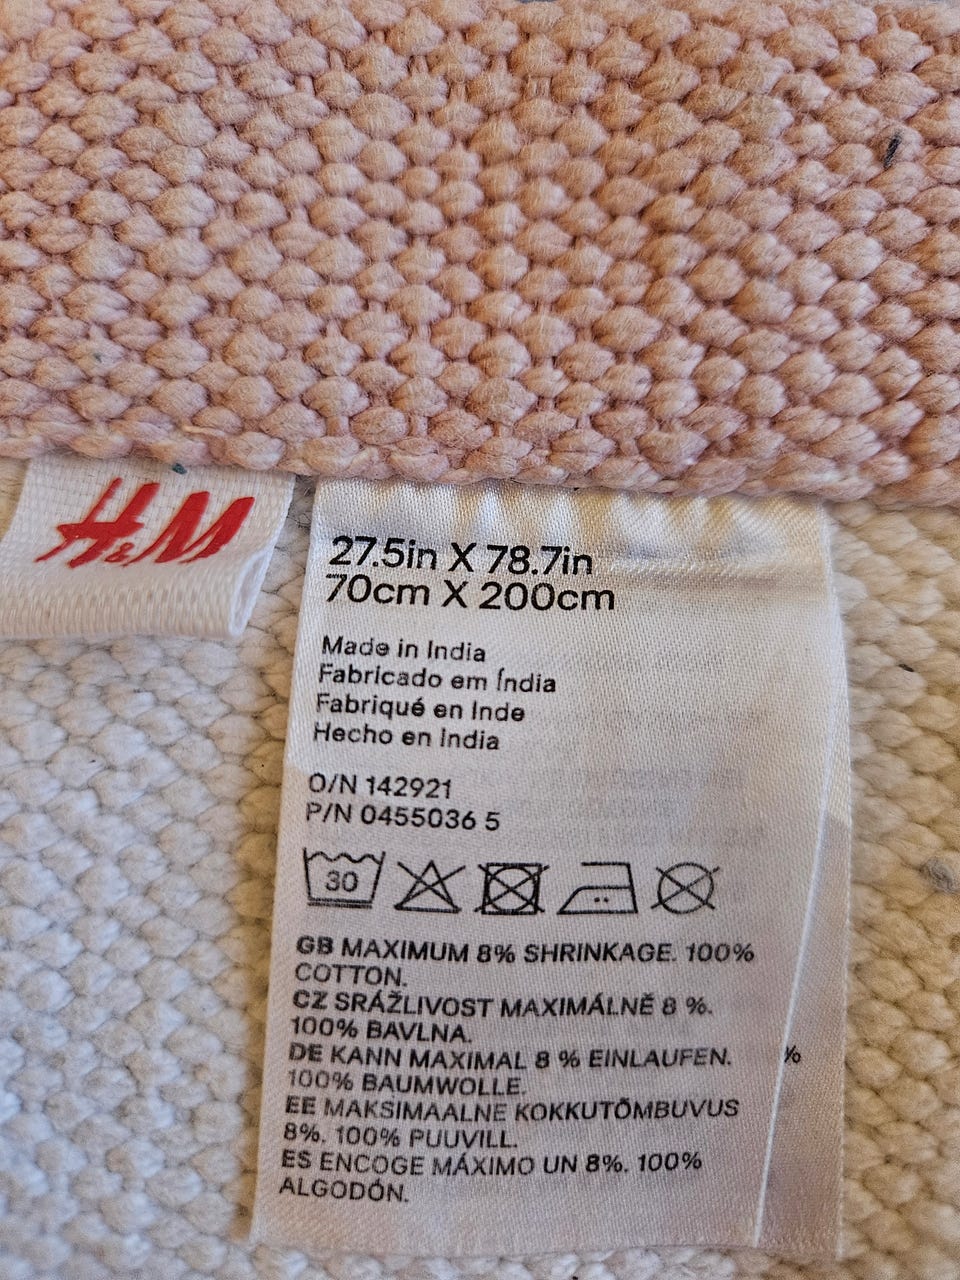 H&M
27.5in X 78.7in
70cm X 200cm
Made in India
Fabricado em Índia
Fabriqué en Inde
Hecho en India
O/N 142921
P/N 0455036 5
30
GB MAXIMUM 8% SHRINKAGE. 100%
COTTON.
CZ SRÁŽLIVOST MAXIMÁLNĚ 8 %.
100% BAVLNA.
DE KANN MAXIMAL 8 % EINLAUFEN.
100% BAUMWOLLE.
EE MAKSIMAALNE KOKKUTÕMBUVUS
8%. 100% PUUVILL.
ES ENCOGE MÁXIMO UN 8%. 100%
ALGODÓN.
%